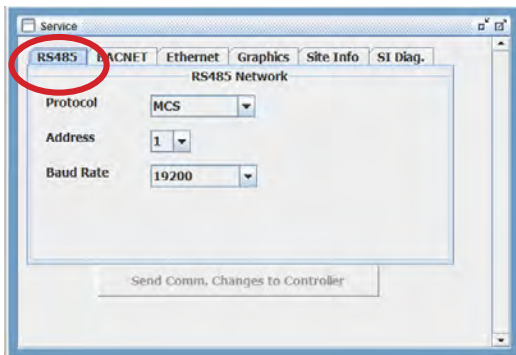 Service
RS485 BACNET Ethernet Graphics Site Info SI Diag.
RS485 Network
Protocol MCS
Address 1
Baud Rate 19200
Send Comm. Changes to Controller